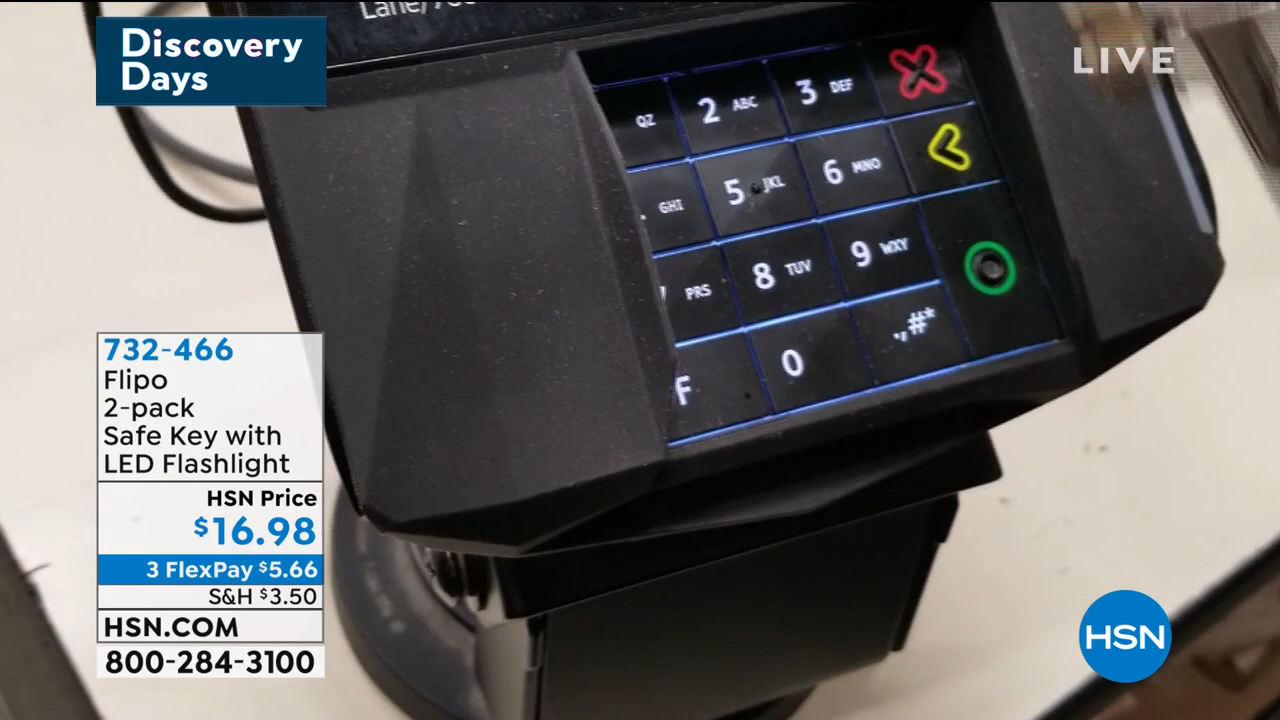 Discovery
Days
LIVE
732-466
Flipo
2-pack
Safe Key with
LED Flashlight
HSN Price
$16.98
3 FlexPay $5.66
S&H $3.50
HSN.COM
800-284-3100
QZ 2 ABC 3 DEF
GHI 5 JKL 6 MNO
PRS 8 TUV 9 WXY
F 0 .,#*
HSN